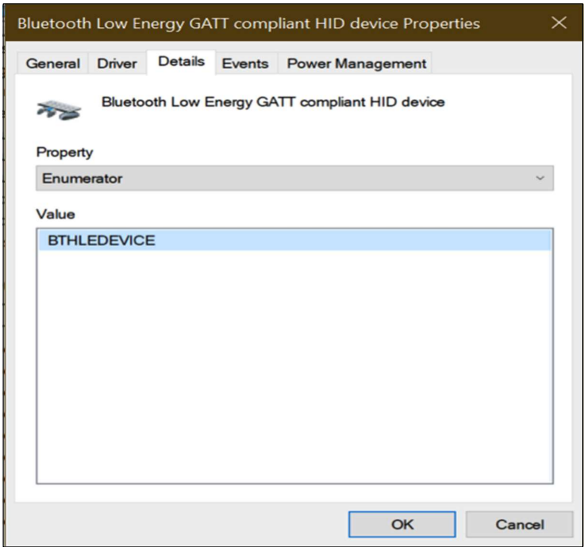 Bluetooth Low Energy GATT compliant HID device Properties
General Driver Details Events Power Management
Bluetooth Low Energy GATT compliant HID device
Property
Enumerator
Value
BTHLEDEVICE
OK Cancel